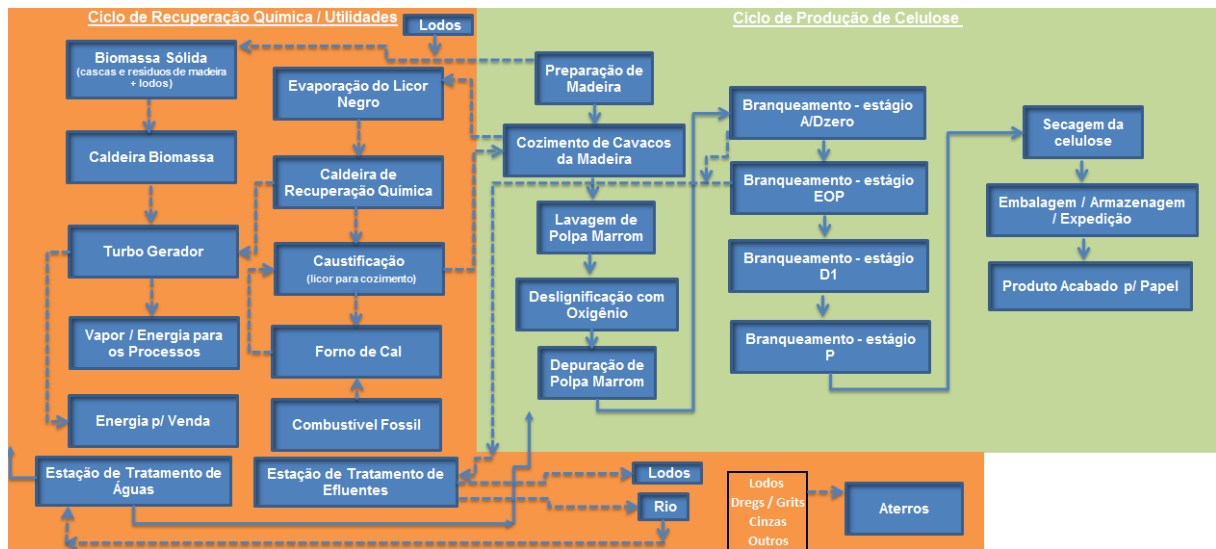 Ciclo de Recuperação Química / Utilidades
Lodos
Biomassa Sólida
(cascas e resíduos de madeira
+ lodos)
Evaporação do Licor
Negro
Caldeira Biomassa
Caldeira de
Recuperação Química
Turbo Gerador
Caustificação
(licor para cozimento)
Vapor / Energia para
os Processos
Forno de Cal
Energia p/ Venda
Combustível Fossil
Ciclo de Produção de Celulose
Preparação de
Madeira
Cozimento de Cavacos
da Madeira
Lavagem de
Polpa Marrom
Deslignificação com
Oxigênio
Depuração de
Polpa Marrom
Branqueamento - estágio
A/Dzero
Branqueamento - estágio
EOP
Branqueamento - estágio
D1
Branqueamento - estágio
P
Secagem da
celulose
Embalagem / Armazenagem
/ Expedição
Produto Acabado p/ Papel
Estação de Tratamento de
Águas
Estação de Tratamento de
Efluentes
Lodos
Rio
Lodos
Dregs / Grits
Cinzas
Outros
Aterros